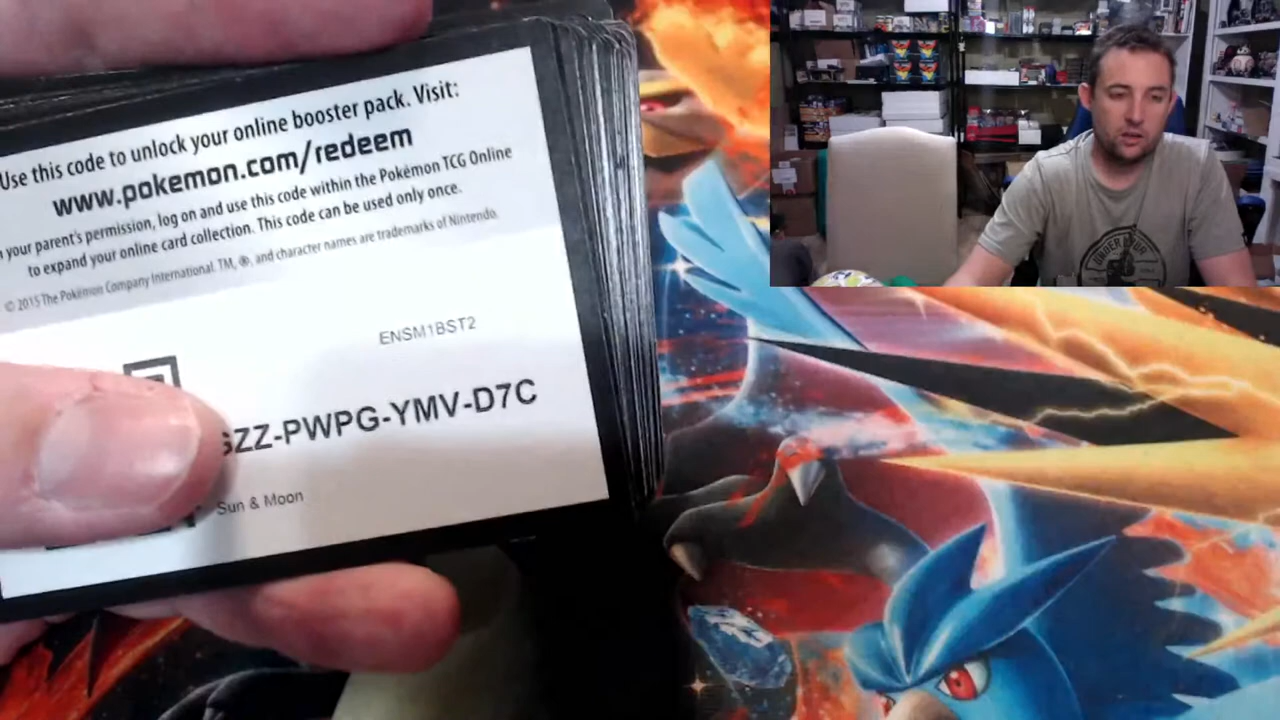 Use this code to unlock your online booster pack. Visit:
www.pokemon.com/redeem
your parent's permission, log on and use this code within the Pokémon TCG Online
to expand your online card collection. This code can be used only once.
© 2015 The Pokémon Company International. TM, ®, and character names are trademarks of Nintendo.
ENSM1BST2
ZZ-PWPG-YMV-D7C
Sun & Moon